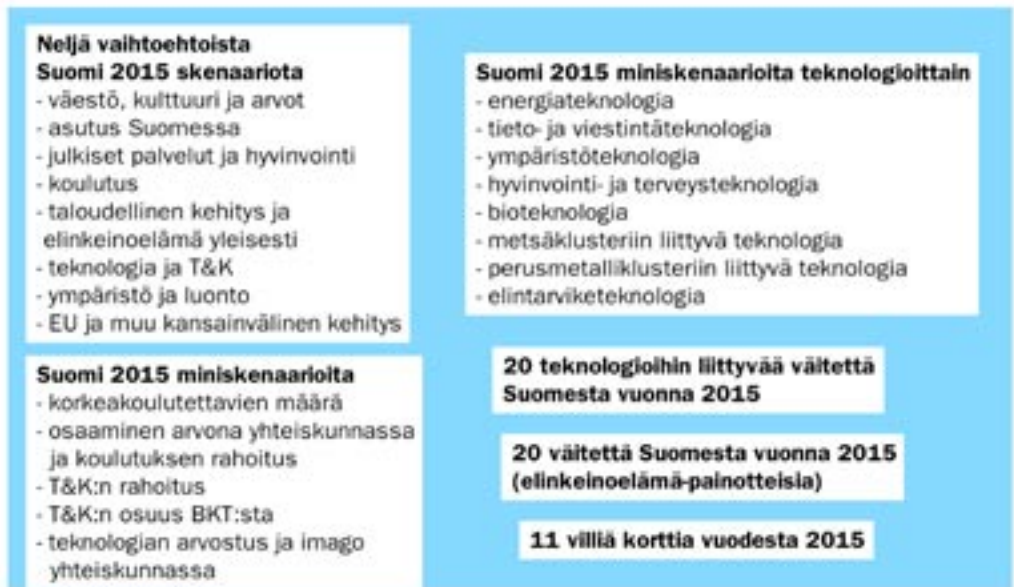 Neljä vaihtoehtoista
Suomi 2015 skenaariota
- väestö, kulttuuri ja arvot
- asutus Suomessa
- julkiset palvelut ja hyvinvointi
- koulutus
- taloudellinen kehitys ja
elinkeinoelämä yleisesti
- teknologia ja T&K
- ympäristö ja luonto
- EU ja muu kansainvälinen kehitys
Suomi 2015 miniskenaarioita
- korkeakoulutettavien määrä
- osaaminen arvona yhteiskunnassa
ja koulutuksen rahoitus
- T&K:n rahoitus
- T&K:n osuus BKT:sta
- teknologian arvostus ja imago
yhteiskunnassa
Suomi 2015 miniskenaarioita teknologioittain
- energiateknologia
- tieto- ja viestintäteknologia
- ympäristöteknologia
- hyvinvointi- ja terveysteknologia
- bioteknologia
- metsäklusteriin liittyvä teknologia
- perusmetalliklusteriin liittyvä teknologia
- elintarviketeknologia
20 teknologioihin liittyvää väitettä
Suomesta vuonna 2015
20 väitettä Suomesta vuonna 2015
(elinkeinoelämä-painotteisia)
11 villiä korttia vuodesta 2015